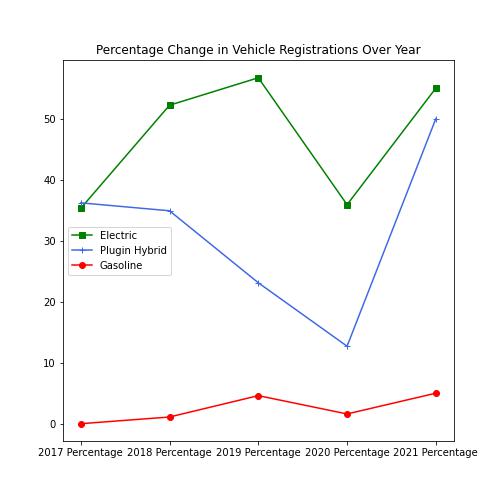 Percentage Change in Vehicle Registrations Over Year
50
40
30
20
10
0
Electric
Plugin Hybrid
Gasoline
2017 Percentage 2018 Percentage 2019 Percentage 2020 Percentage 2021 Percentage